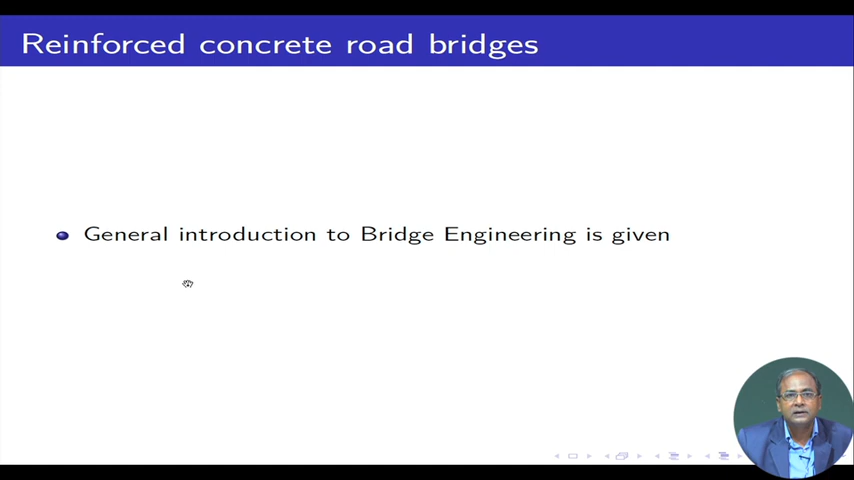 Reinforced concrete road bridges
General introduction to Bridge Engineering is given